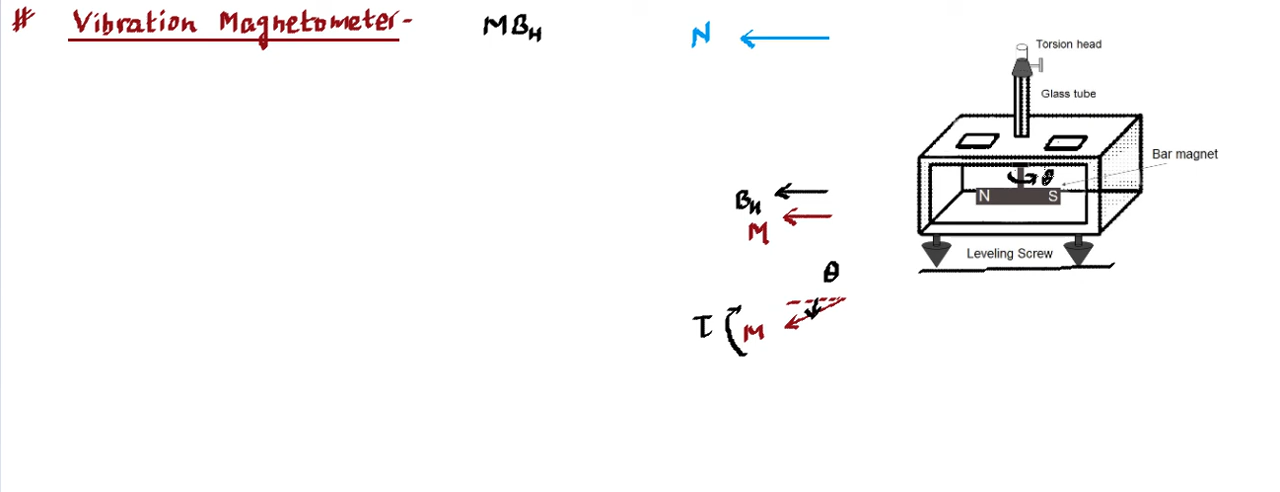 # Vibration Magnetometer- MB_H N
Torsion head
Glass tube
Bar magnet
θ
N S
B_H
M
Leveling Screw
θ
τ M